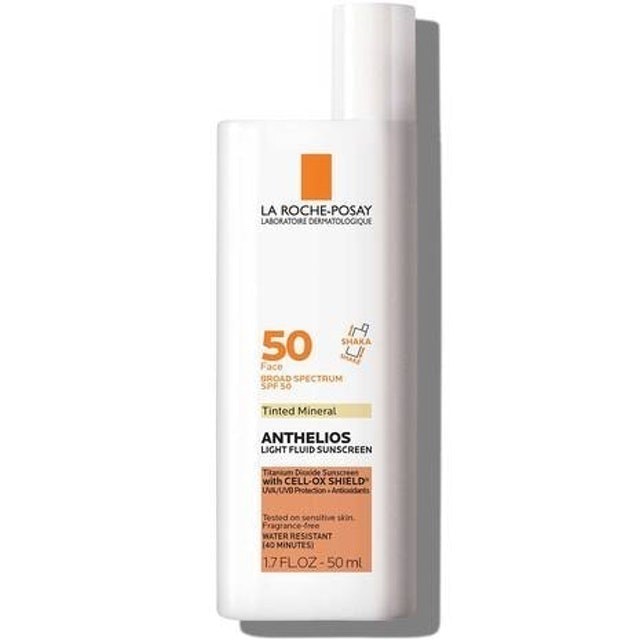 LA ROCHE-POSAY
LABORATOIRE DERMATOLOGIQUE
50
Face
BROAD SPECTRUM
SPF 50
SHAKA
SHAKE
Tinted Mineral
ANTHELIOS
LIGHT FLUID SUNSCREEN
Titanium Dioxide Sunscreen
with CELL-OX SHIELD®
UVA/UVB Protection + Antioxidants
Tested on sensitive skin.
Fragrance-free
WATER RESISTANT
(40 MINUTES)
1.7 FL.OZ - 50 ml